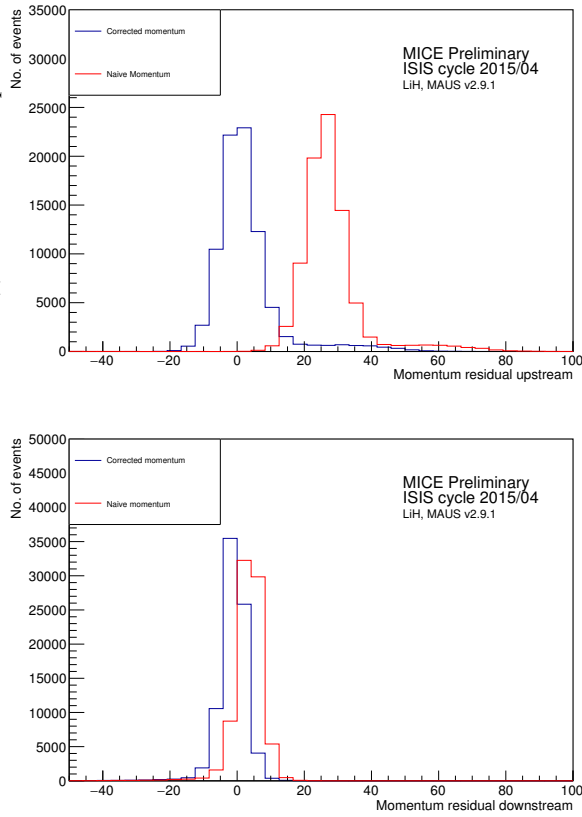 No. of events
35000
30000
25000
20000
15000
10000
5000
0
Corrected momentum
Naive Momentum
MICE Preliminary
ISIS cycle 2015/04
LiH, MAUS v2.9.1
−40 −20 0 20 40 60 80 100
Momentum residual upstream
No. of events
50000
45000
40000
35000
30000
25000
20000
15000
10000
5000
0
Corrected momentum
Naive momentum
MICE Preliminary
ISIS cycle 2015/04
LiH, MAUS v2.9.1
−40 −20 0 20 40 60 80 100
Momentum residual downstream